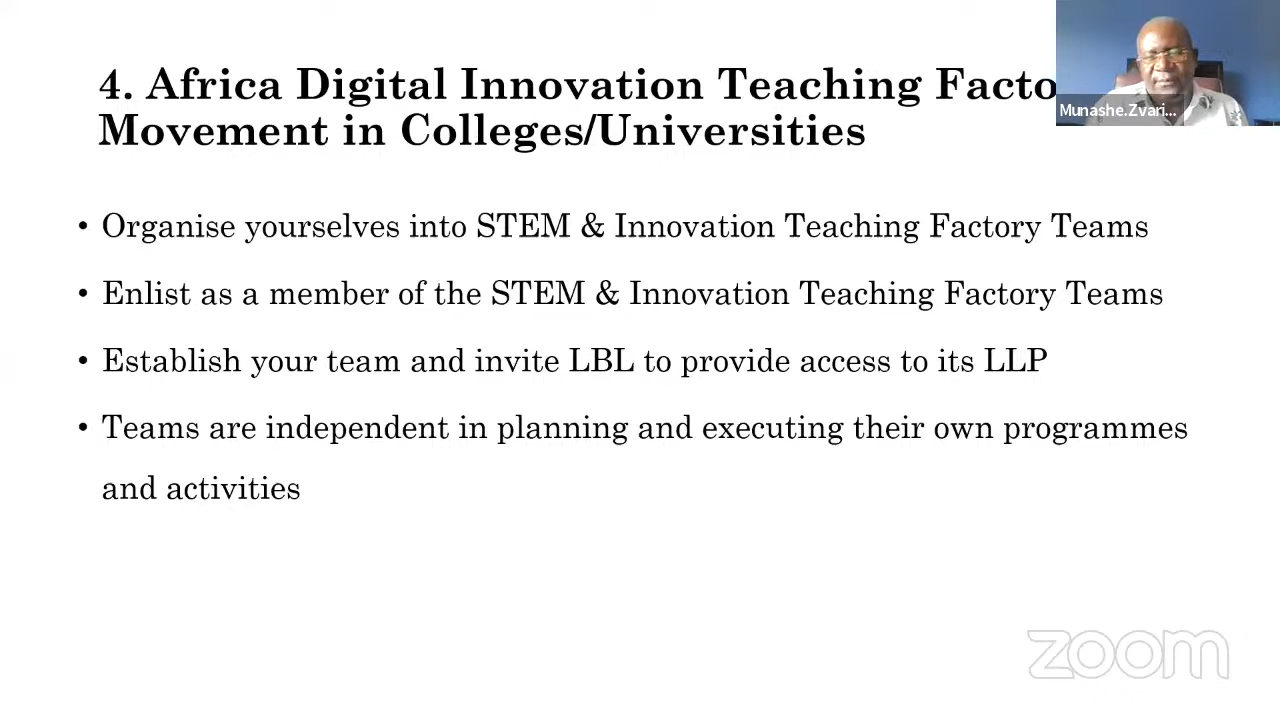 4. Africa Digital Innovation Teaching Facto
Movement in Colleges/Universities
Munashe.Zvari...
• Organise yourselves into STEM & Innovation Teaching Factory Teams
• Enlist as a member of the STEM & Innovation Teaching Factory Teams
• Establish your team and invite LBL to provide access to its LLP
• Teams are independent in planning and executing their own programmes
and activities
zoom